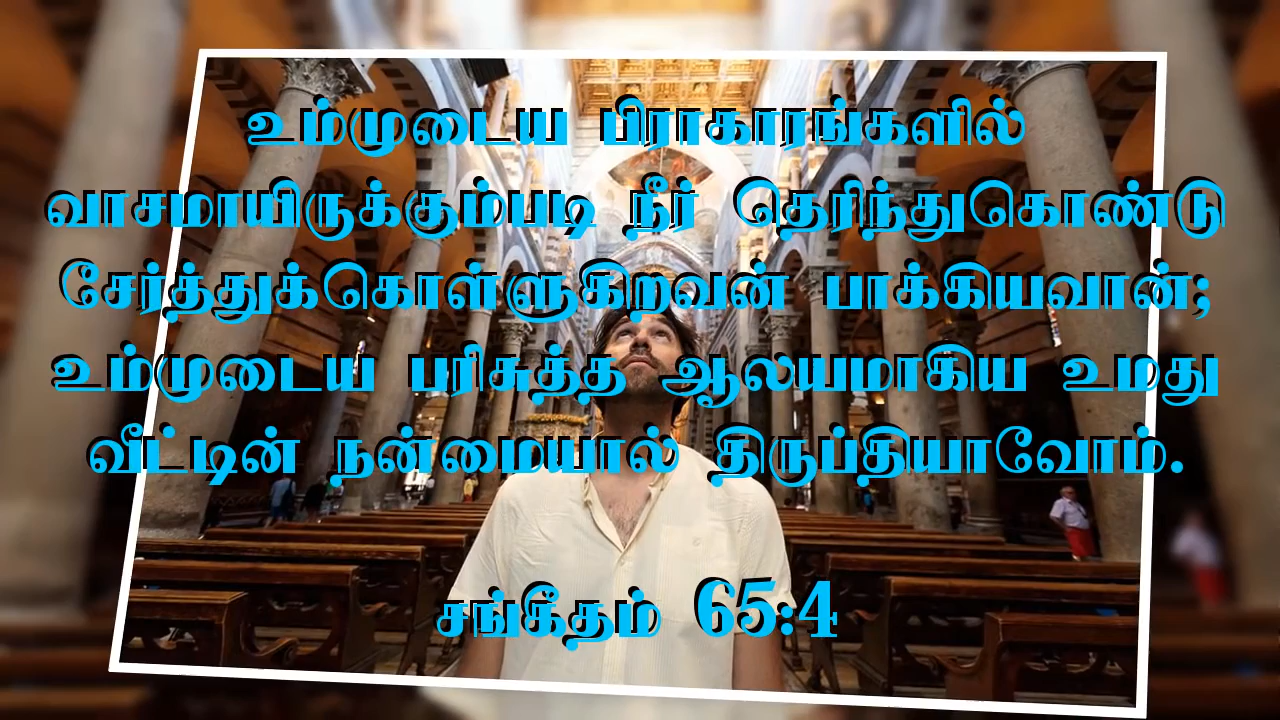 உம்முடைய பிராகாரங்களில்
வாசமாயிருக்கும்படி நீர் தெரிந்துகொண்டு
சேர்த்துக்கொள்ளுகிறவன் பாக்கியவான்;
உம்முடைய பரிசுத்த ஆலயமாகிய உமது
வீட்டின் நன்மையால் திருப்தியாவோம்.
சங்கீதம் 65:4